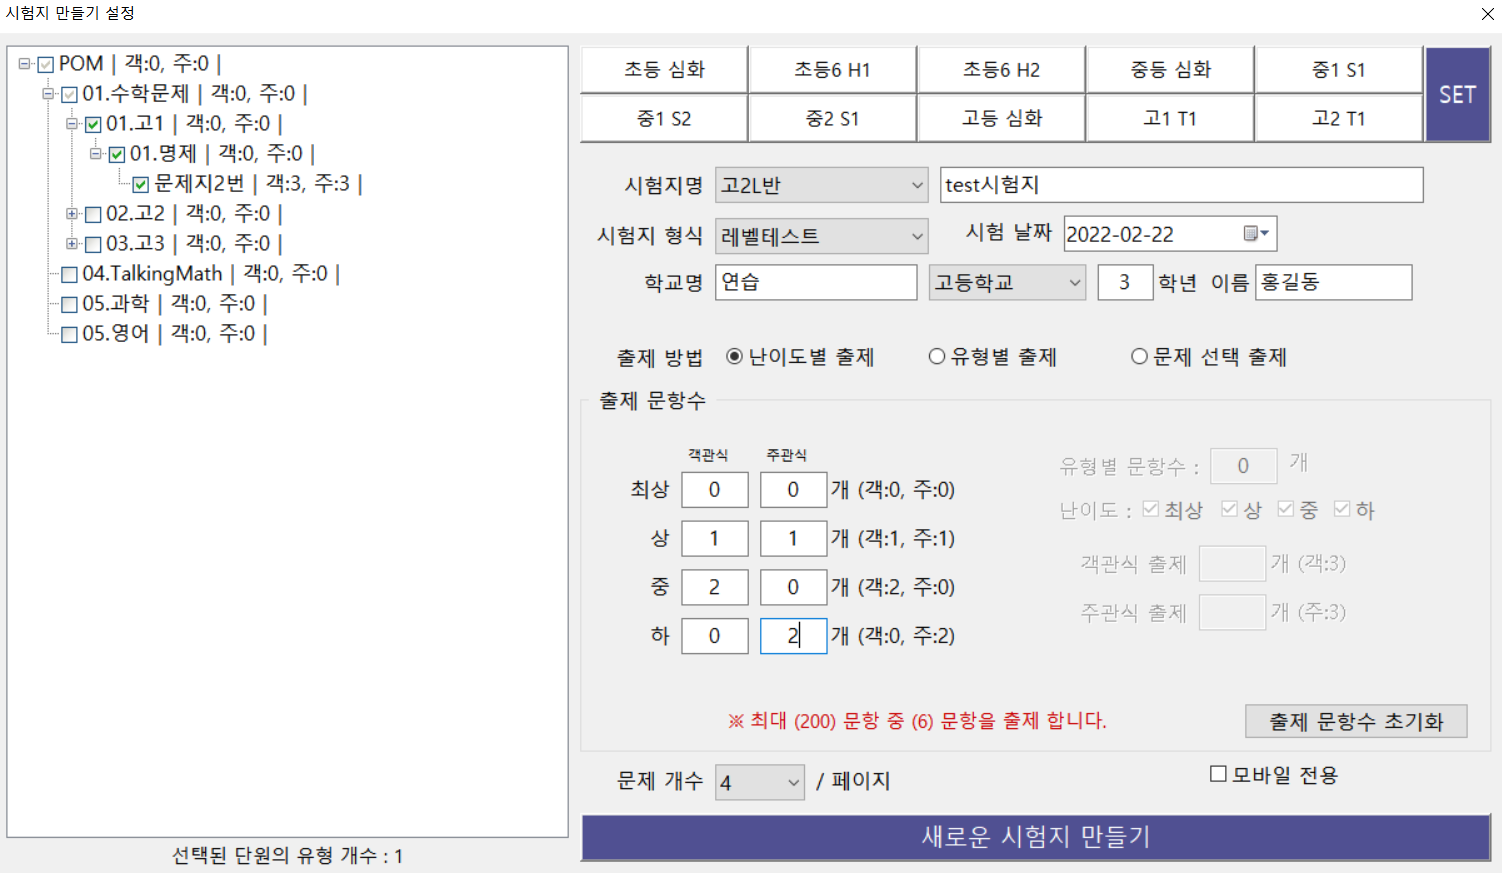 시험지 만들기 설정
POM | 객:0, 주:0 |
01.수학문제 | 객:0, 주:0 |
01.고1 | 객:0, 주:0 |
01.명제 | 객:0, 주:0 |
문제지2번 | 객:3, 주:3 |
02.고2 | 객:0, 주:0 |
03.고3 | 객:0, 주:0 |
04.TalkingMath | 객:0, 주:0 |
05.과학 | 객:0, 주:0 |
05.영어 | 객:0, 주:0 |
선택된 단원의 유형 개수 : 1
초등 심화 초등6 H1 초등6 H2 중등 심화 중1 S1 SET
중1 S2 중2 S1 고등 심화 고1 T1 고2 T1
시험지명 고2L반 test시험지
시험지 형식 레벨테스트 시험 날짜 2022-02-22
학교명 연습 고등학교 3 학년 이름 홍길동
출제 방법 난이도별 출제 유형별 출제 문제 선택 출제
출제 문항수
객관식 주관식
최상 0 0 개 (객:0, 주:0)
상 1 1 개 (객:1, 주:1)
중 2 0 개 (객:2, 주:0)
하 0 2 개 (객:0, 주:2)
유형별 문항수 : 0 개
난이도 : 최상 상 중 하
객관식 출제 개 (객:3)
주관식 출제 개 (주:3)
※ 최대 (200) 문항 중 (6) 문항을 출제 합니다.
출제 문항수 초기화
문제 개수 4 / 페이지
모바일 전용
새로운 시험지 만들기